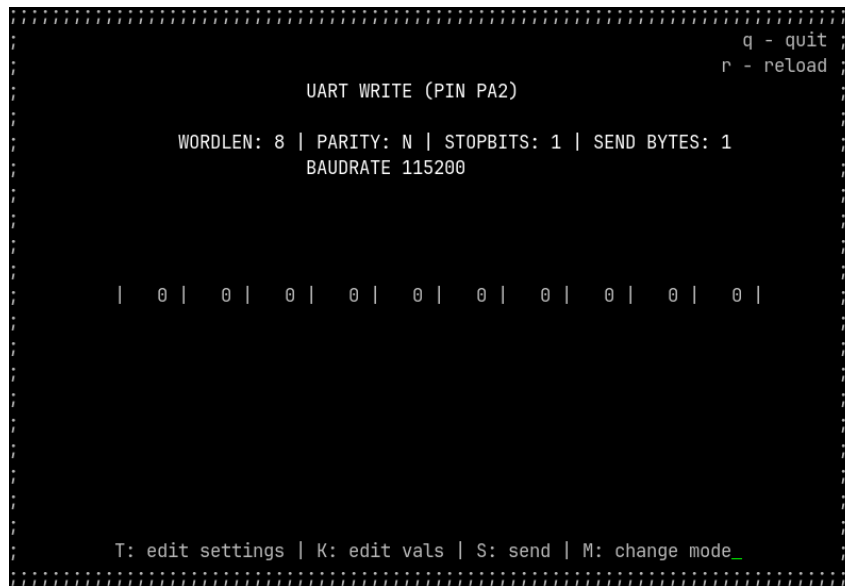 q - quit
r - reload
UART WRITE (PIN PA2)
WORDLEN: 8 | PARITY: N | STOPBITS: 1 | SEND BYTES: 1
BAUDRATE 115200
|   0 |   0 |   0 |   0 |   0 |   0 |   0 |   0 |   0 |   0 |
T: edit settings | K: edit vals | S: send | M: change mode_